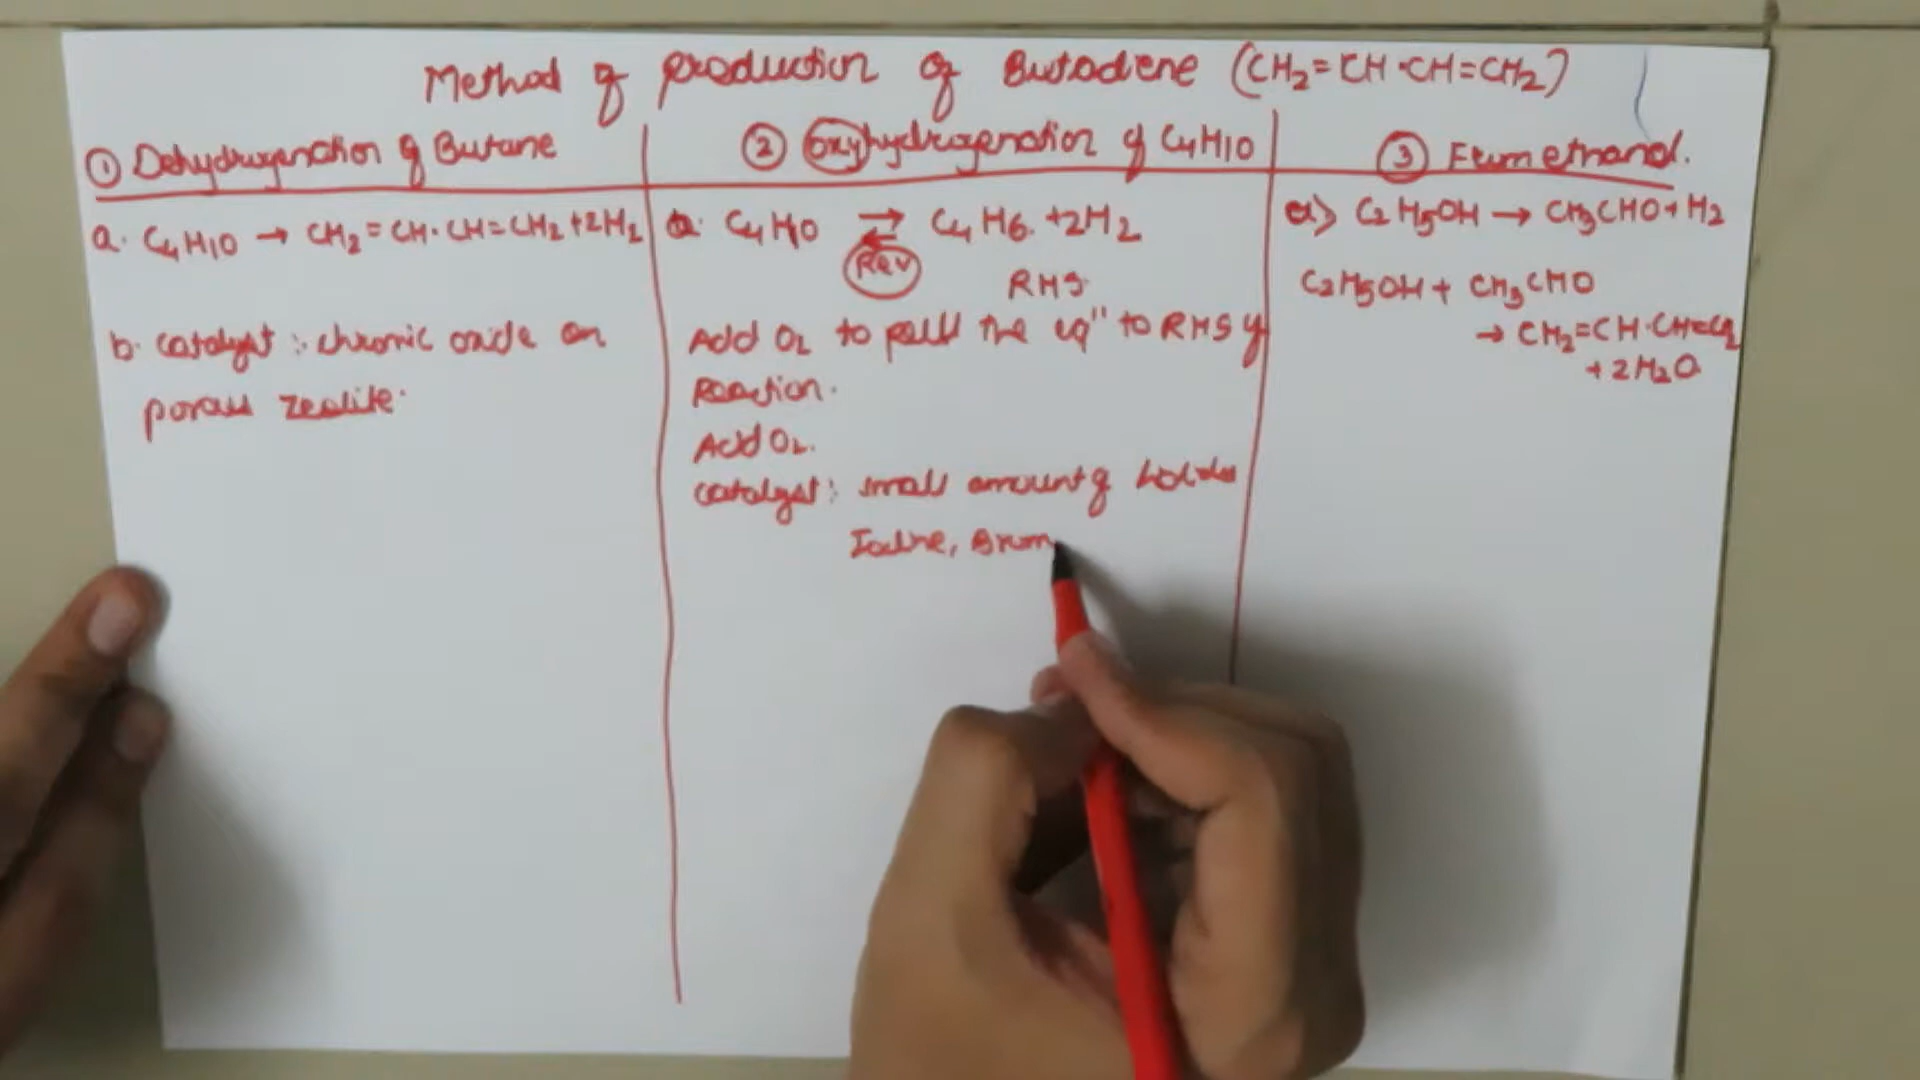 Method of production of Butadiene (CH2=CH·CH=CH2)
① Dehydrogenation of Butane
a. C4H10 → CH2=CH·CH=CH2+2H2
b. catalyst : chromic oxide on
porous zeolite.
② Oxyhydrogenation of C4H10
a. C4H10 ⇄ C4H6 +2H2
Rev
RHS
Add O2 to pull the eqn to RHS of
Reaction.
Add O2.
catalyst: small amount of
Iodine, Brom
③ From ethanol.
a> C2H5OH → CH3CHO+H2
C2H5OH + CH3CHO
→ CH2=CH·CH=CH2
+ 2H2O